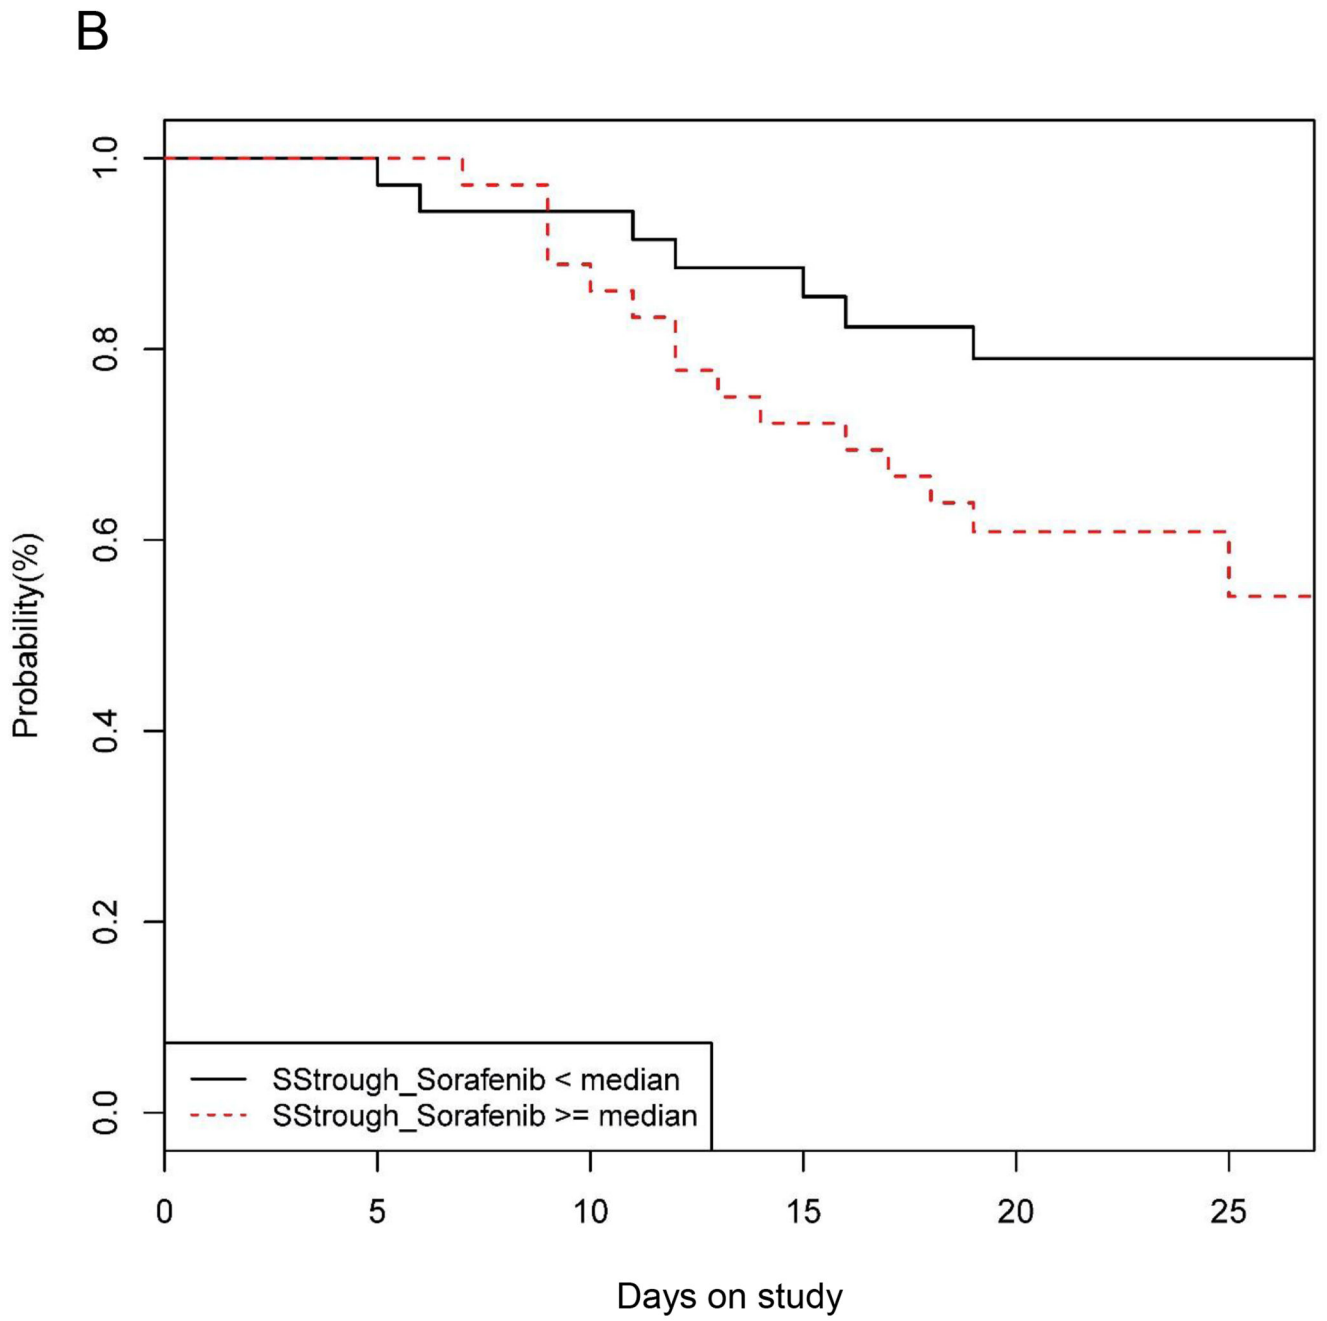 B
Probability(%)
1.0
0.8
0.6
0.4
0.2
0.0
SStrough_Sorafenib < median
SStrough_Sorafenib >= median
0 5 10 15 20 25
Days on study